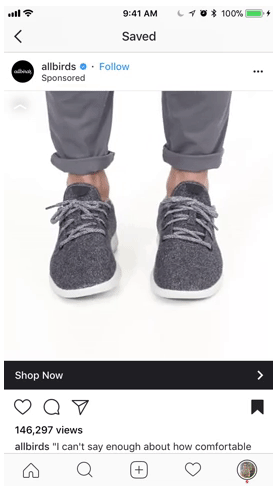 9:41 AM 100%
Saved
allbirds
allbirds • Follow
Sponsored
Shop Now
146,297 views
allbirds "I can't say enough about how comfortable